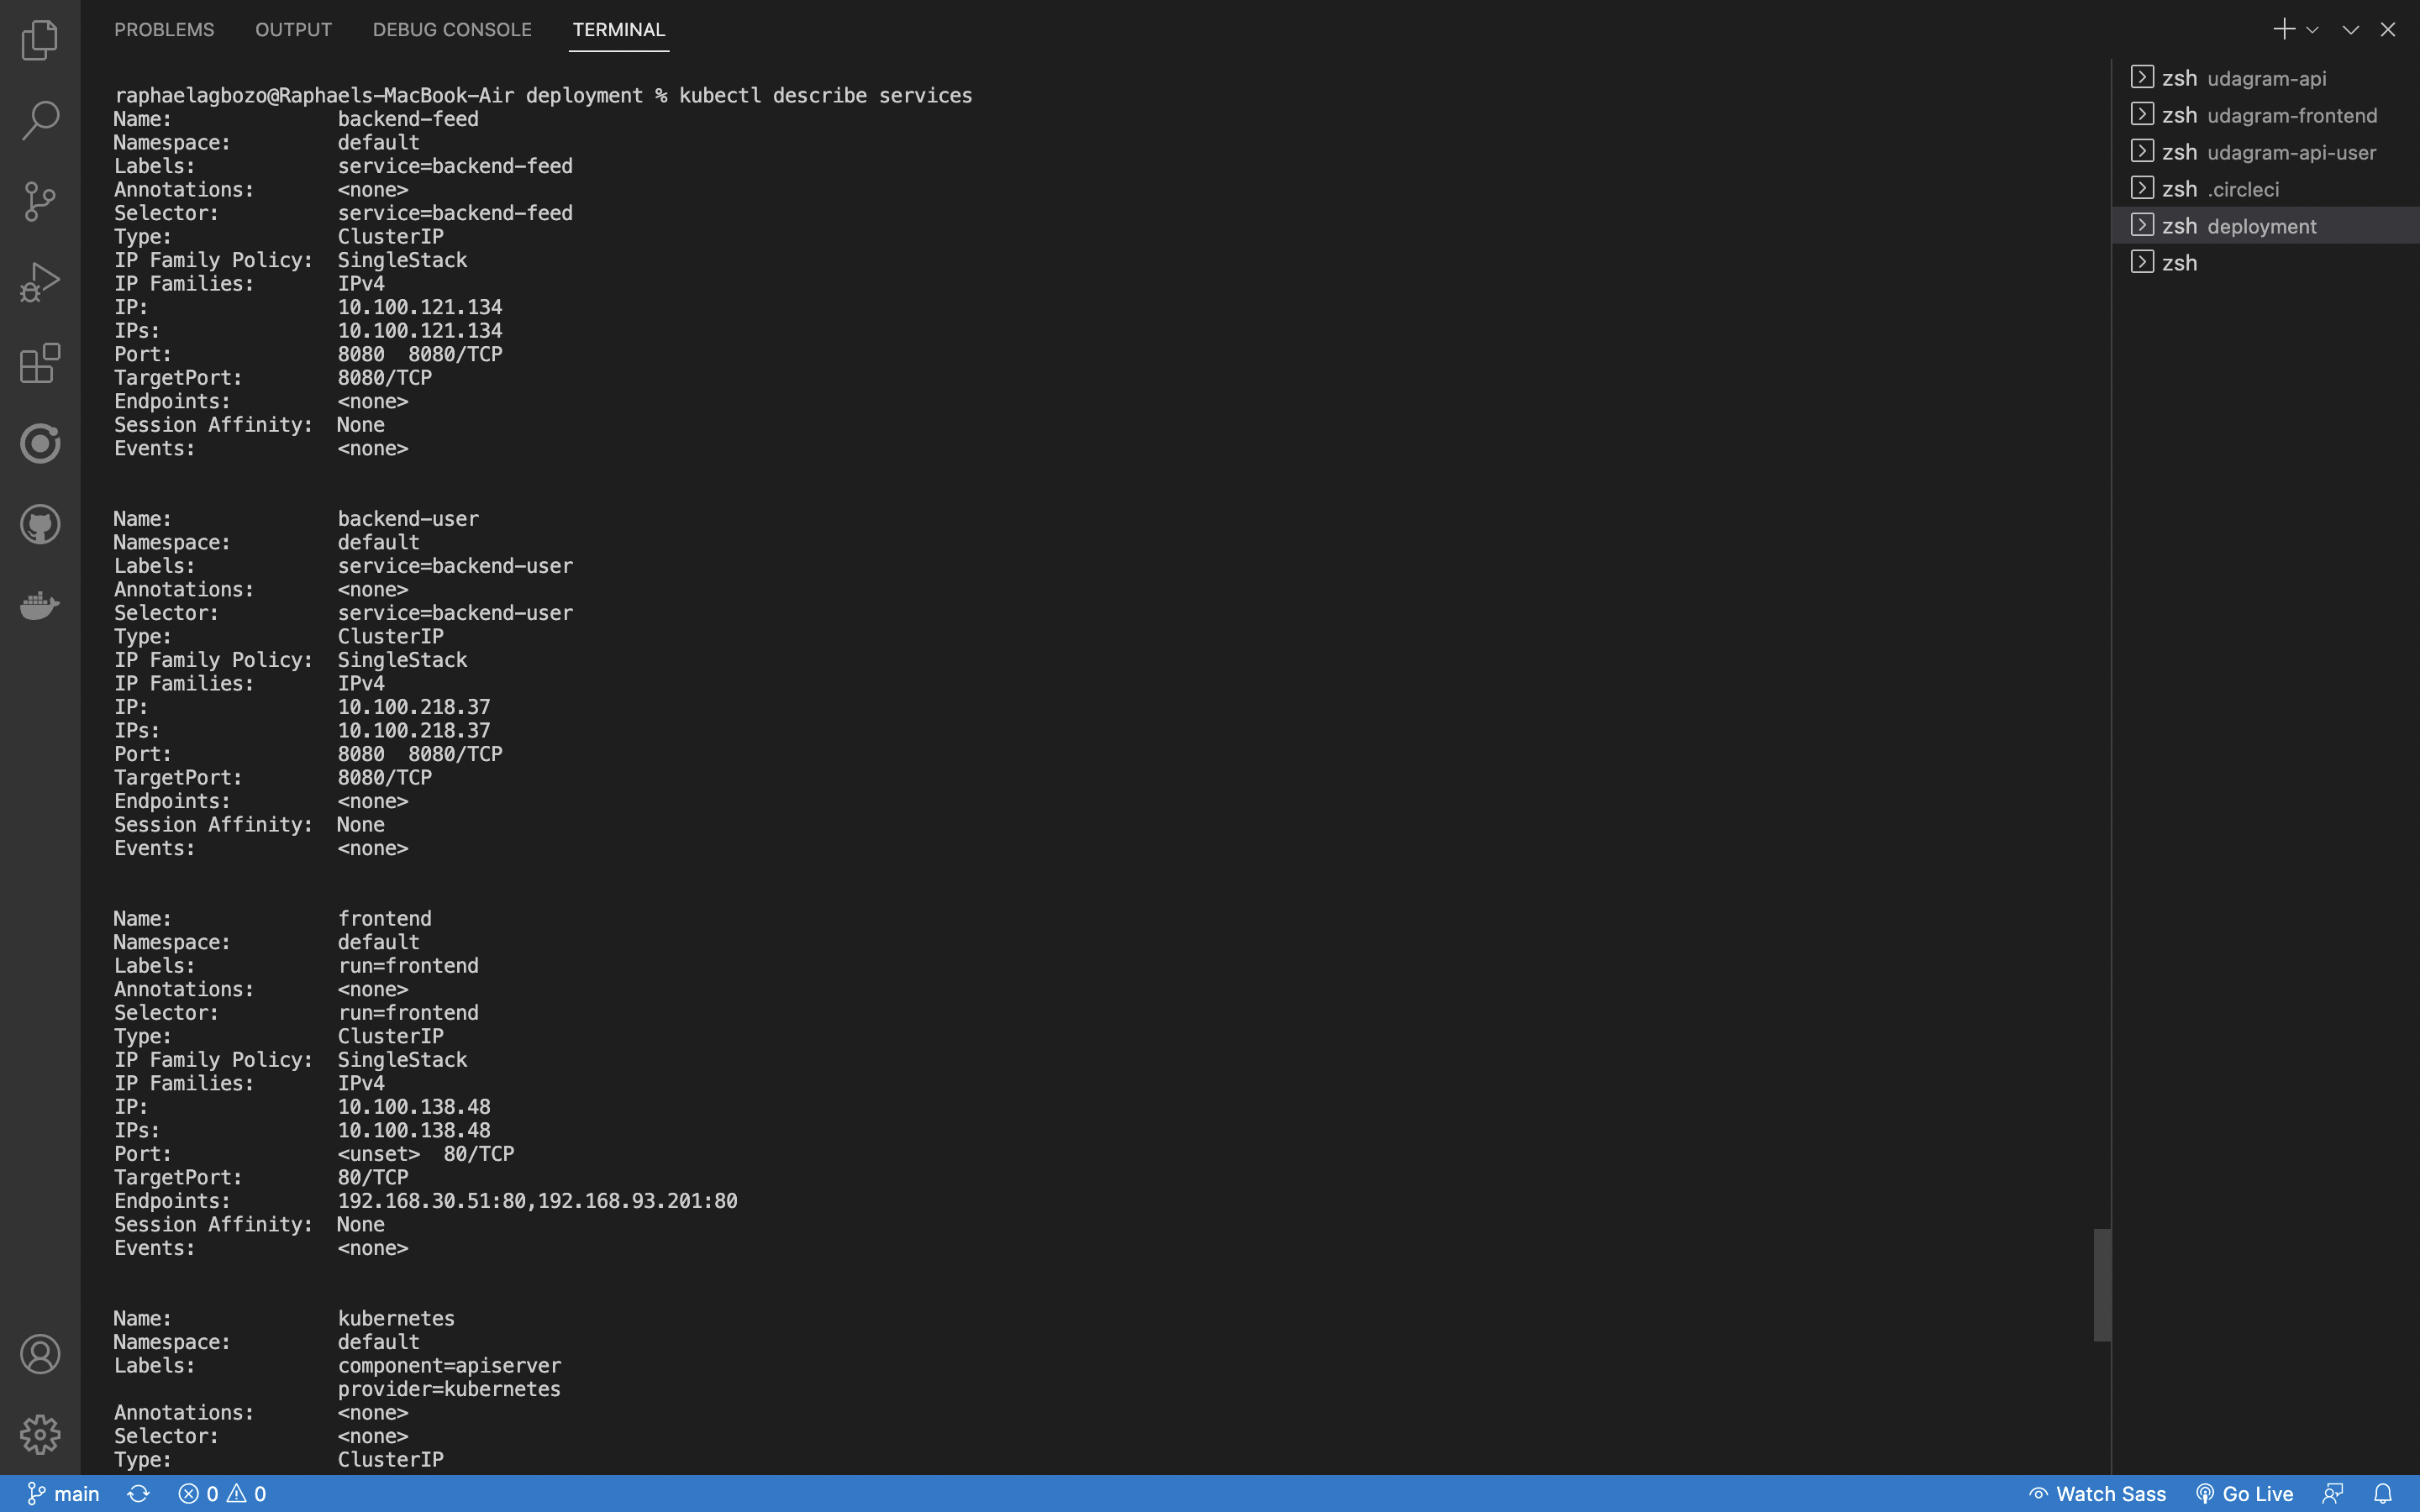 PROBLEMS OUTPUT DEBUG CONSOLE TERMINAL
raphaelagbozo@Raphaels-MacBook-Air deployment % kubectl describe services
Name: backend-feed
Namespace: default
Labels: service=backend-feed
Annotations: <none>
Selector: service=backend-feed
Type: ClusterIP
IP Family Policy: SingleStack
IP Families: IPv4
IP: 10.100.121.134
IPs: 10.100.121.134
Port: 8080 8080/TCP
TargetPort: 8080/TCP
Endpoints: <none>
Session Affinity: None
Events: <none>
Name: backend-user
Namespace: default
Labels: service=backend-user
Annotations: <none>
Selector: service=backend-user
Type: ClusterIP
IP Family Policy: SingleStack
IP Families: IPv4
IP: 10.100.218.37
IPs: 10.100.218.37
Port: 8080 8080/TCP
TargetPort: 8080/TCP
Endpoints: <none>
Session Affinity: None
Events: <none>
Name: frontend
Namespace: default
Labels: run=frontend
Annotations: <none>
Selector: run=frontend
Type: ClusterIP
IP Family Policy: SingleStack
IP Families: IPv4
IP: 10.100.138.48
IPs: 10.100.138.48
Port: <unset> 80/TCP
TargetPort: 80/TCP
Endpoints: 192.168.30.51:80,192.168.93.201:80
Session Affinity: None
Events: <none>
Name: kubernetes
Namespace: default
Labels: component=apiserver
provider=kubernetes
Annotations: <none>
Selector: <none>
Type: ClusterIP
zsh udagram-api
zsh udagram-frontend
zsh udagram-api-user
zsh .circleci
zsh deployment
zsh
main 0 0 Watch Sass Go Live